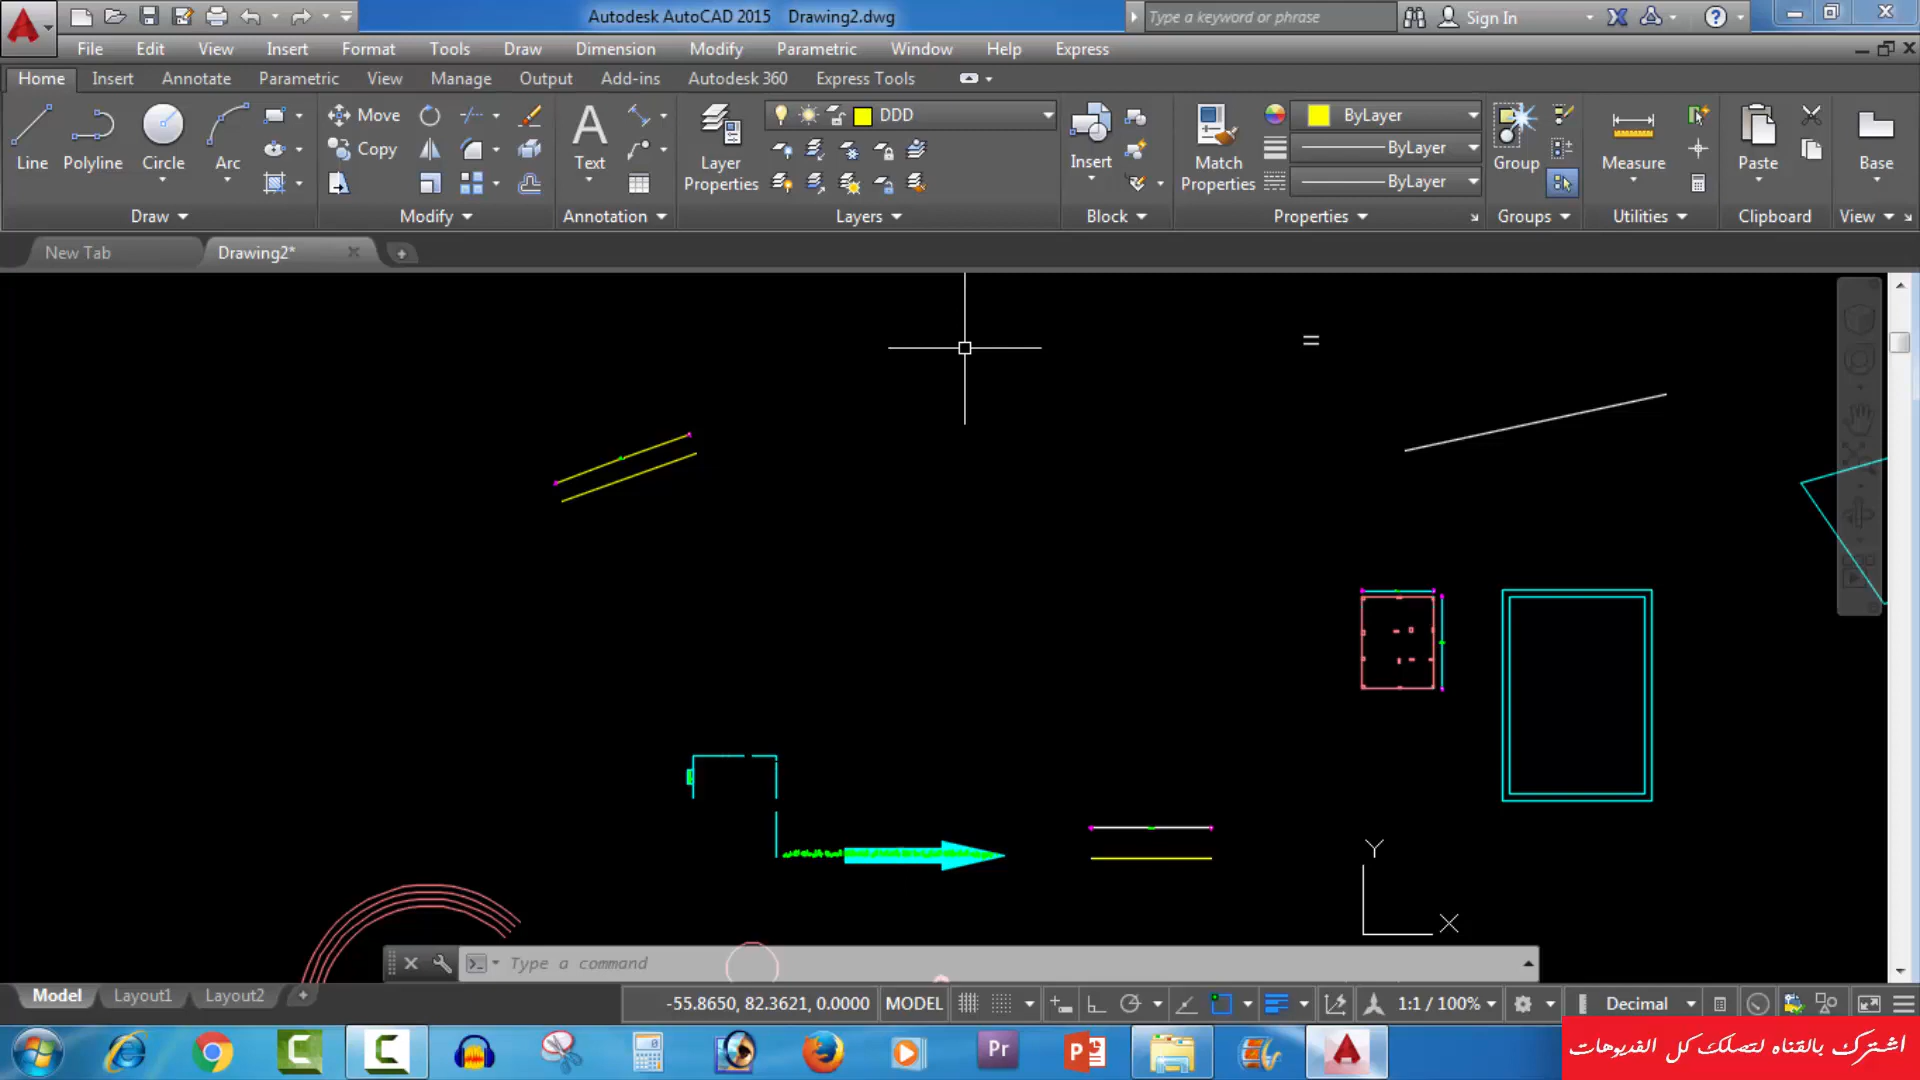 Autodesk AutoCAD 2015 Drawing2.dwg
Type a keyword or phrase
Sign In
File Edit View Insert Format Tools Draw Dimension Modify Parametric Window Help Express
Home Insert Annotate Parametric View Manage Output Add-ins Autodesk 360 Express Tools
Line
Polyline
Circle
Arc
Move
Copy
Text
Layer Properties
DDD
Insert
Match Properties
ByLayer
ByLayer
ByLayer
Group
Measure
Paste
Base
Draw
Modify
Annotation
Layers
Block
Properties
Groups
Utilities
Clipboard
View
New Tab
Drawing2*
=
Y
X
Type a command
Model
Layout1
Layout2
-55.8650, 82.3621, 0.0000
MODEL
1:1 / 100%
Decimal
Pr
اشترك بالقناه لتصلك كل الفديوهات